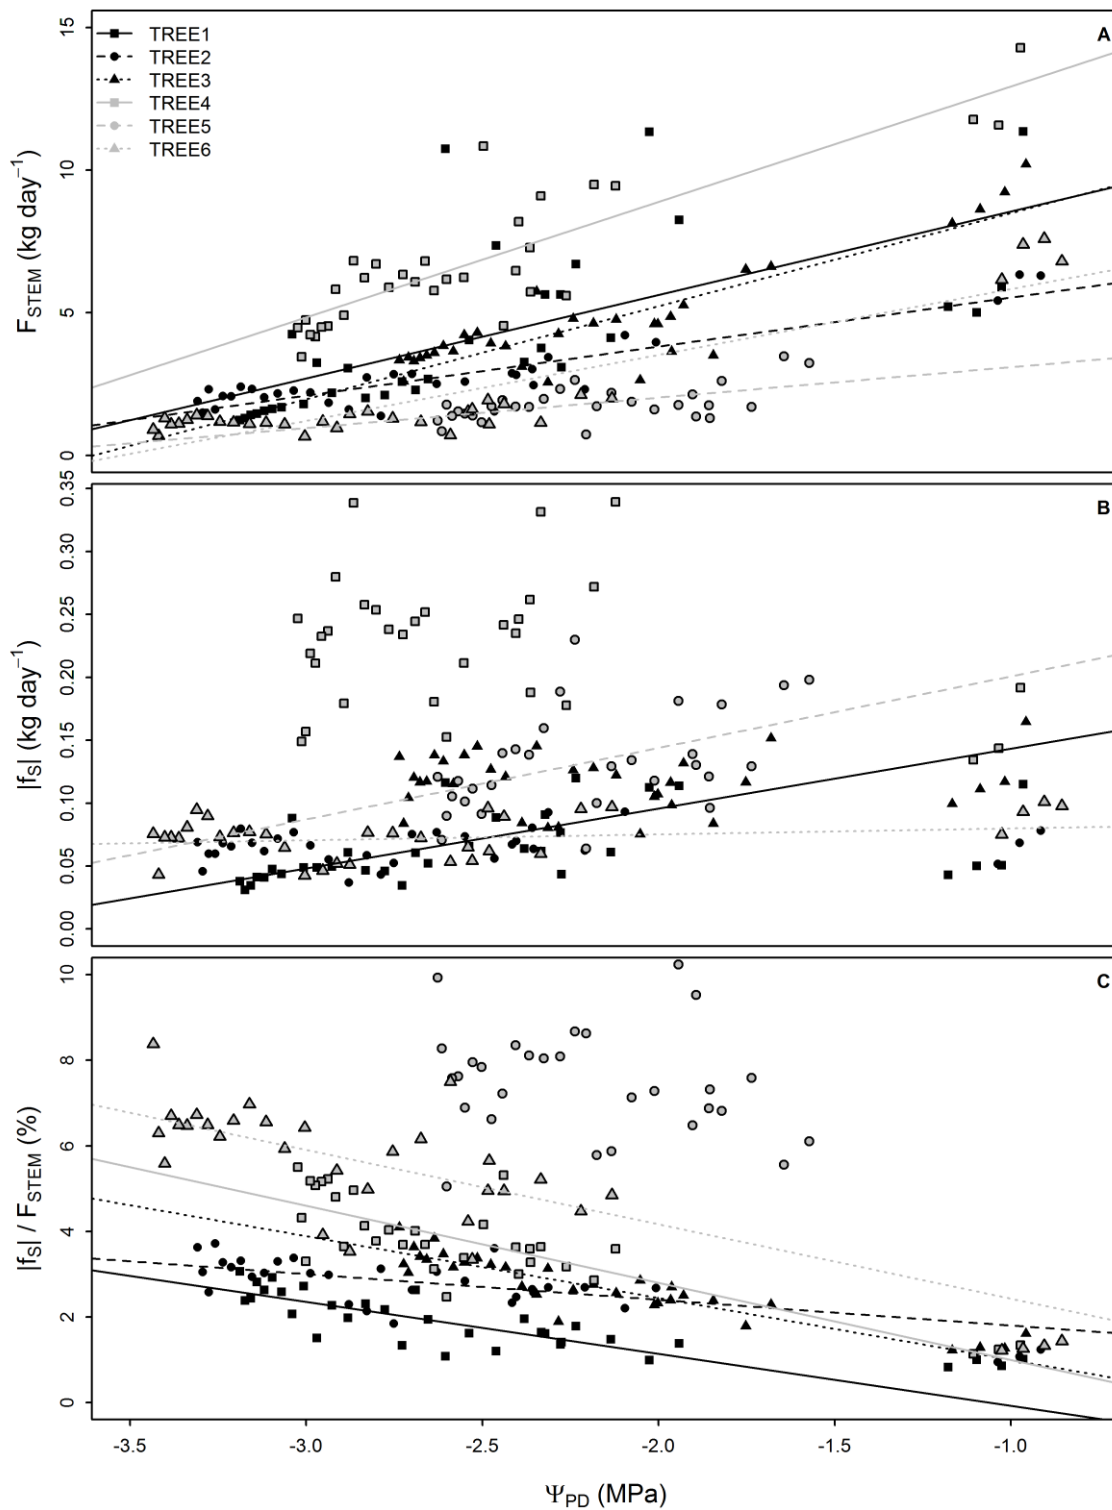 A
TREE1
TREE2
TREE3
TREE4
TREE5
TREE6
15
10
5
0
F_STEM (kg day⁻¹)
B
0.35
0.30
0.25
0.20
0.15
0.10
0.05
0.00
|f_S| (kg day⁻¹)
C
10
8
6
4
2
0
|f_S| / F_STEM (%)
-3.5 -3.0 -2.5 -2.0 -1.5 -1.0
Ψ_PD (MPa)